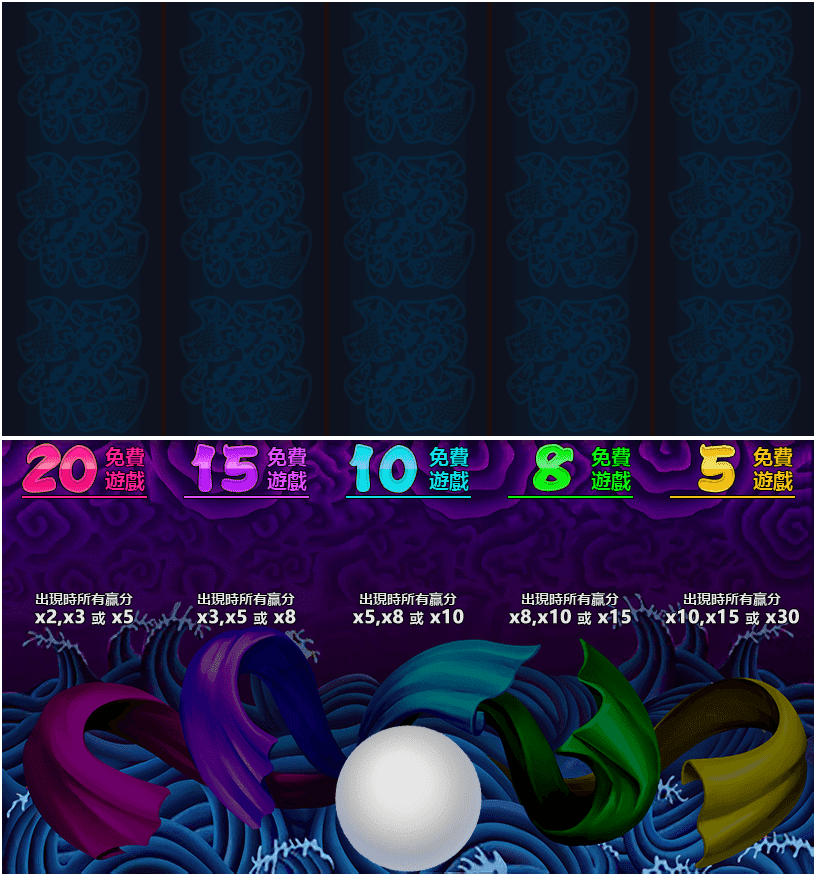 20 免費遊戲
15 免費遊戲
10 免費遊戲
8 免費遊戲
5 免費遊戲
出現時所有贏分
x2,x3 或 x5
出現時所有贏分
x3,x5 或 x8
出現時所有贏分
x5,x8 或 x10
出現時所有贏分
x8,x10 或 x15
出現時所有贏分
x10,x15 或 x30